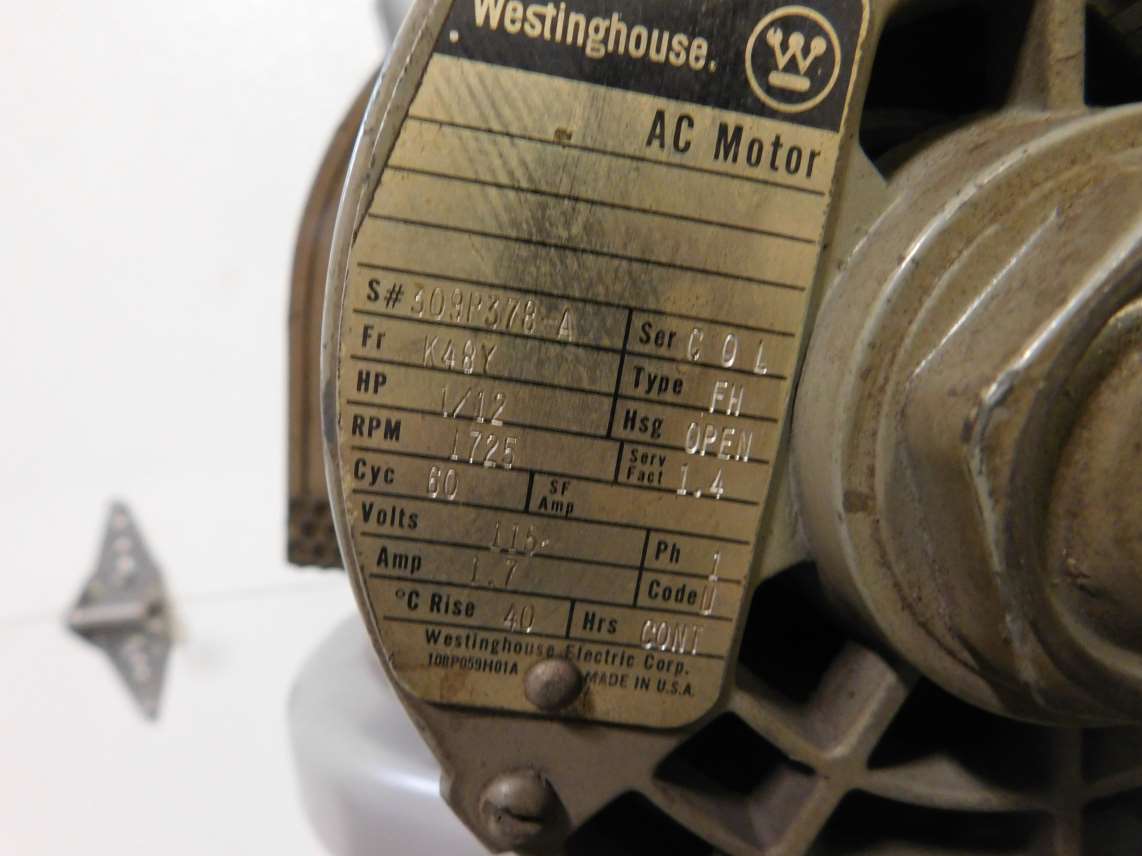 Westinghouse.
AC Motor
S# 309P378-A Ser COL
Fr K48Y Type FH
HP 1/12 Hsg OPEN
RPM 1725 Serv Fact 1.4
Cyc 60 SF Amp
Volts 115 Ph 1
Amp 1.7 Code U
°C Rise 40 Hrs CONT
Westinghouse Electric Corp.
108P059H01A MADE IN U.S.A.